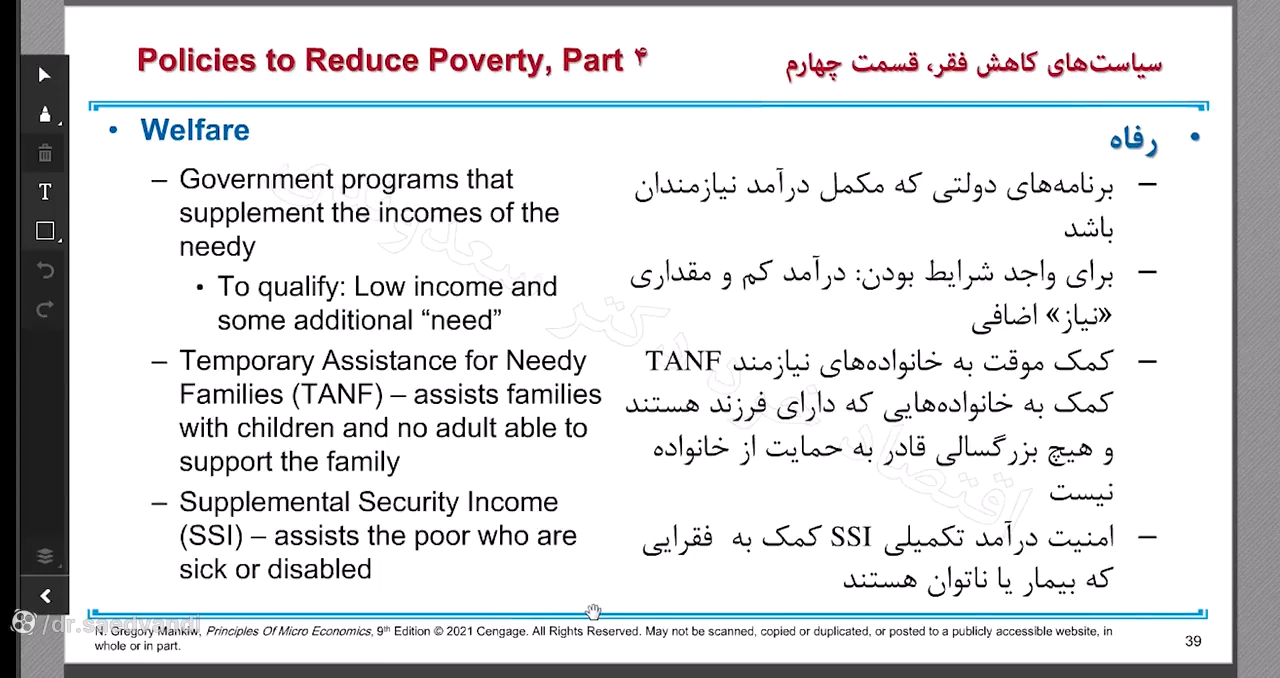 Policies to Reduce Poverty, Part ۴
سیاست‌های کاهش فقر، قسمت چهارم
• Welfare
– Government programs that
supplement the incomes of the
needy
• To qualify: Low income and
some additional “need”
– Temporary Assistance for Needy
Families (TANF) – assists families
with children and no adult able to
support the family
– Supplemental Security Income
(SSI) – assists the poor who are
sick or disabled
• رفاه
– برنامه‌های دولتی که مکمل درآمد نیازمندان
باشد
– برای واجد شرایط بودن: درآمد کم و مقداری
«نیاز» اضافی
– کمک موقت به خانواده‌های نیازمند TANF
کمک به خانواده‌هایی که دارای فرزند هستند
و هیچ بزرگسالی قادر به حمایت از خانواده
نیست
– امنیت درآمد تکمیلی SSI کمک به فقرایی
که بیمار یا ناتوان هستند
اقتصاد خرد دکتر سعدوندی
/dr.saedvandi
N. Gregory Mankiw, Principles Of Micro Economics, 9th Edition © 2021 Cengage. All Rights Reserved. May not be scanned, copied or duplicated, or posted to a publicly accessible website, in
whole or in part.
39
T